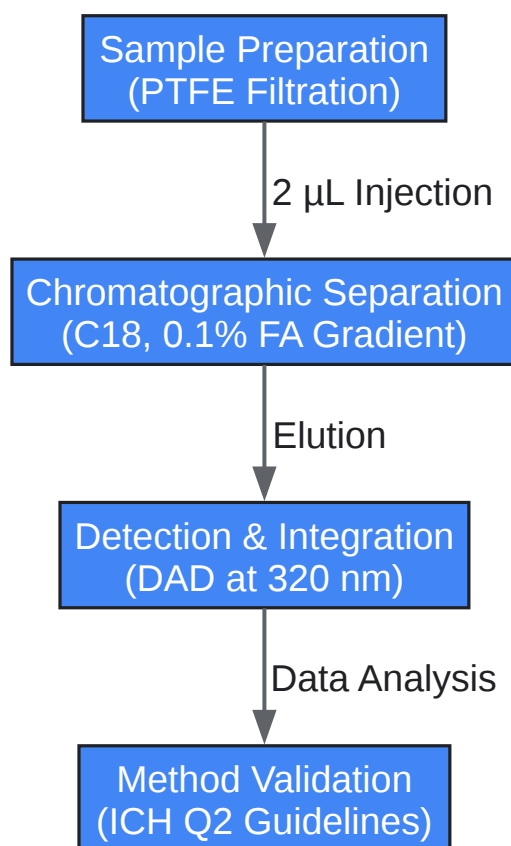 Sample Preparation
(PTFE Filtration)
2 µL Injection
Chromatographic Separation
(C18, 0.1% FA Gradient)
Elution
Detection & Integration
(DAD at 320 nm)
Data Analysis
Method Validation
(ICH Q2 Guidelines)